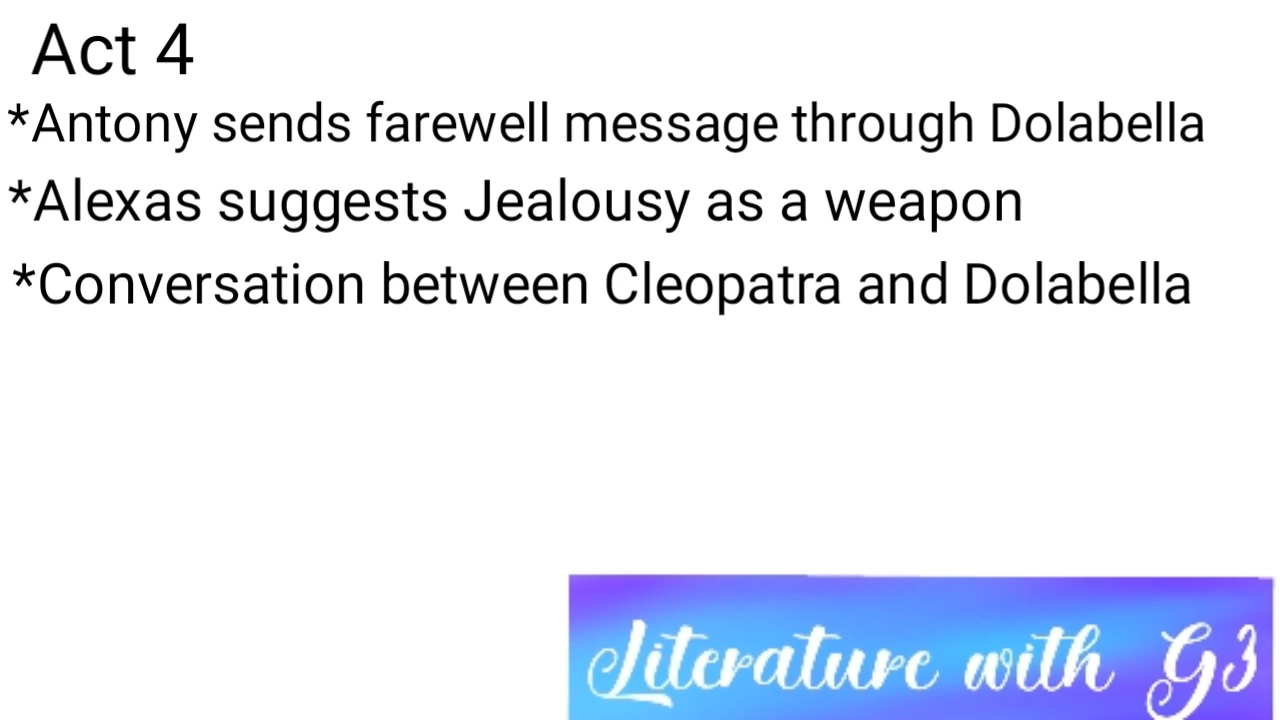 Act 4
*Antony sends farewell message through Dolabella
*Alexas suggests Jealousy as a weapon
*Conversation between Cleopatra and Dolabella
Literature with G3